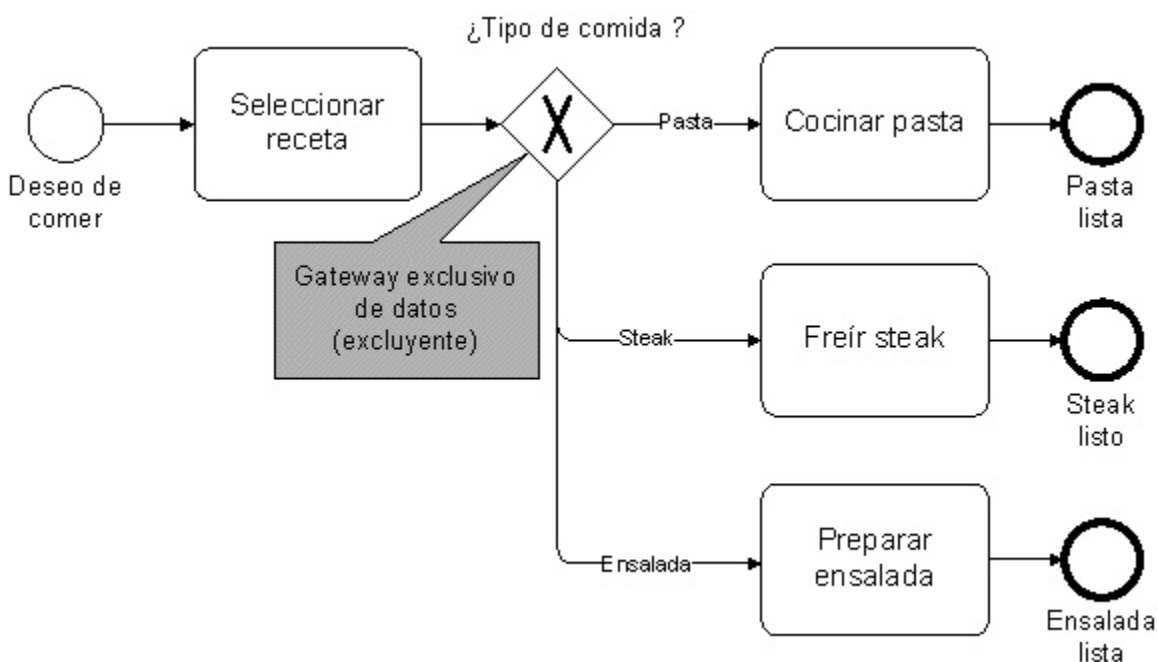 ¿Tipo de comida ?
Seleccionar
receta
X
Pasta
Cocinar pasta
Deseo de
comer
Pasta
lista
Gateway exclusivo
de datos
(excluyente)
Steak
Freír steak
Steak
listo
Ensalada
Preparar
ensalada
Ensalada
lista